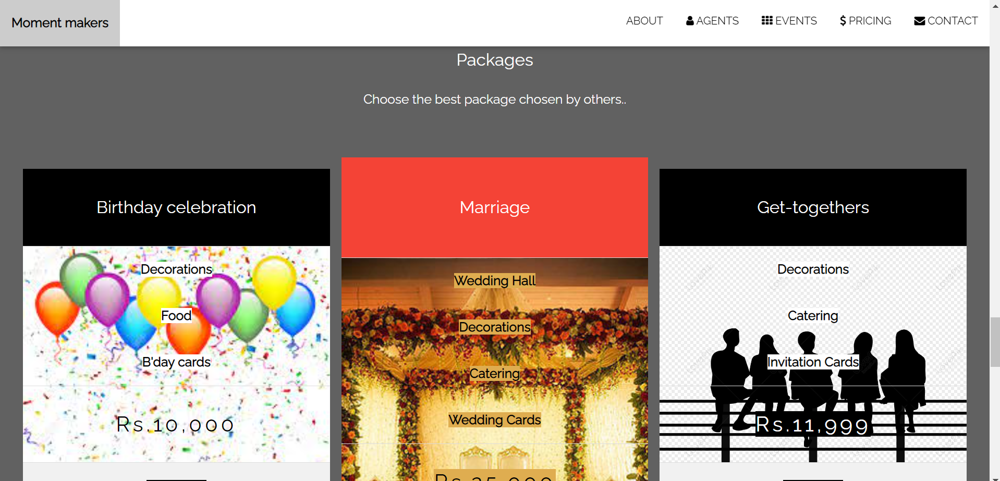 Moment makers
ABOUT
AGENTS
EVENTS
$ PRICING
CONTACT
Packages
Choose the best package chosen by others..
Birthday celebration
Decorations
Food
B'day cards
Rs.10,000
Marriage
Wedding Hall
Decorations
Catering
Wedding Cards
Get-togethers
Decorations
Catering
Invitation Cards
Rs.11,999